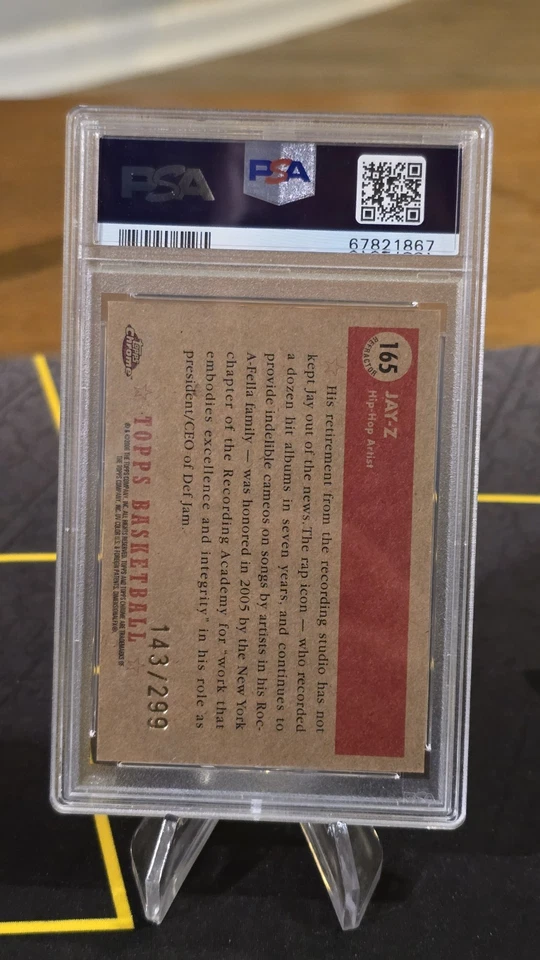 PSA
PSA
67821867
165
REFRACTOR
JAY-Z
Hip-Hop Artist
His retirement from the recording studio has not
kept Jay out of the news. The rap icon — who recorded
a dozen hit albums in seven years, and continues to
provide indelible cameos on songs by artists in his Roc-
A-Fella family — was honored in 2005 by the New York
chapter of the Recording Academy for "work that
embodies excellence and integrity" in his role as
president/CEO of Def Jam.
TOPPS BASKETBALL
143/299
Topps
Chrome